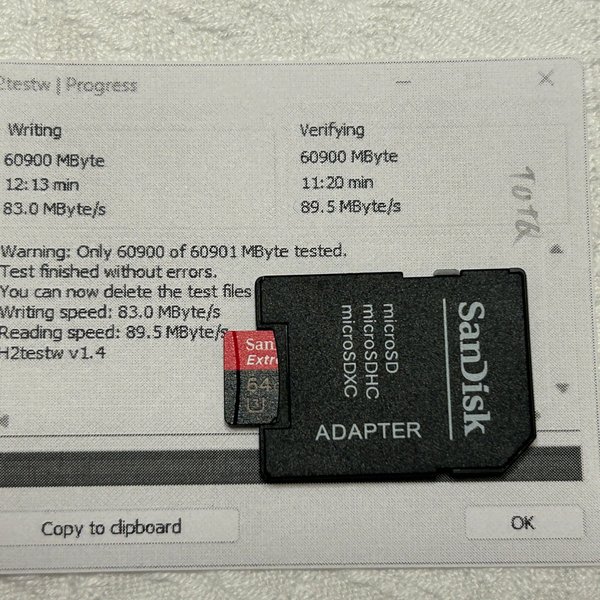 2testw | Progress
Writing
60900 MByte
12:13 min
83.0 MByte/s
Verifying
60900 MByte
11:20 min
89.5 MByte/s
Warning: Only 60900 of 60901 MByte tested.
Test finished without errors.
You can now delete the test files
Writing speed: 83.0 MByte/s
Reading speed: 89.5 MByte/s
H2testw v1.4
San
Extr
64
microSD
microSDHC
microSDXC
ADAPTER
SanDisk
Copy to clipboard
OK